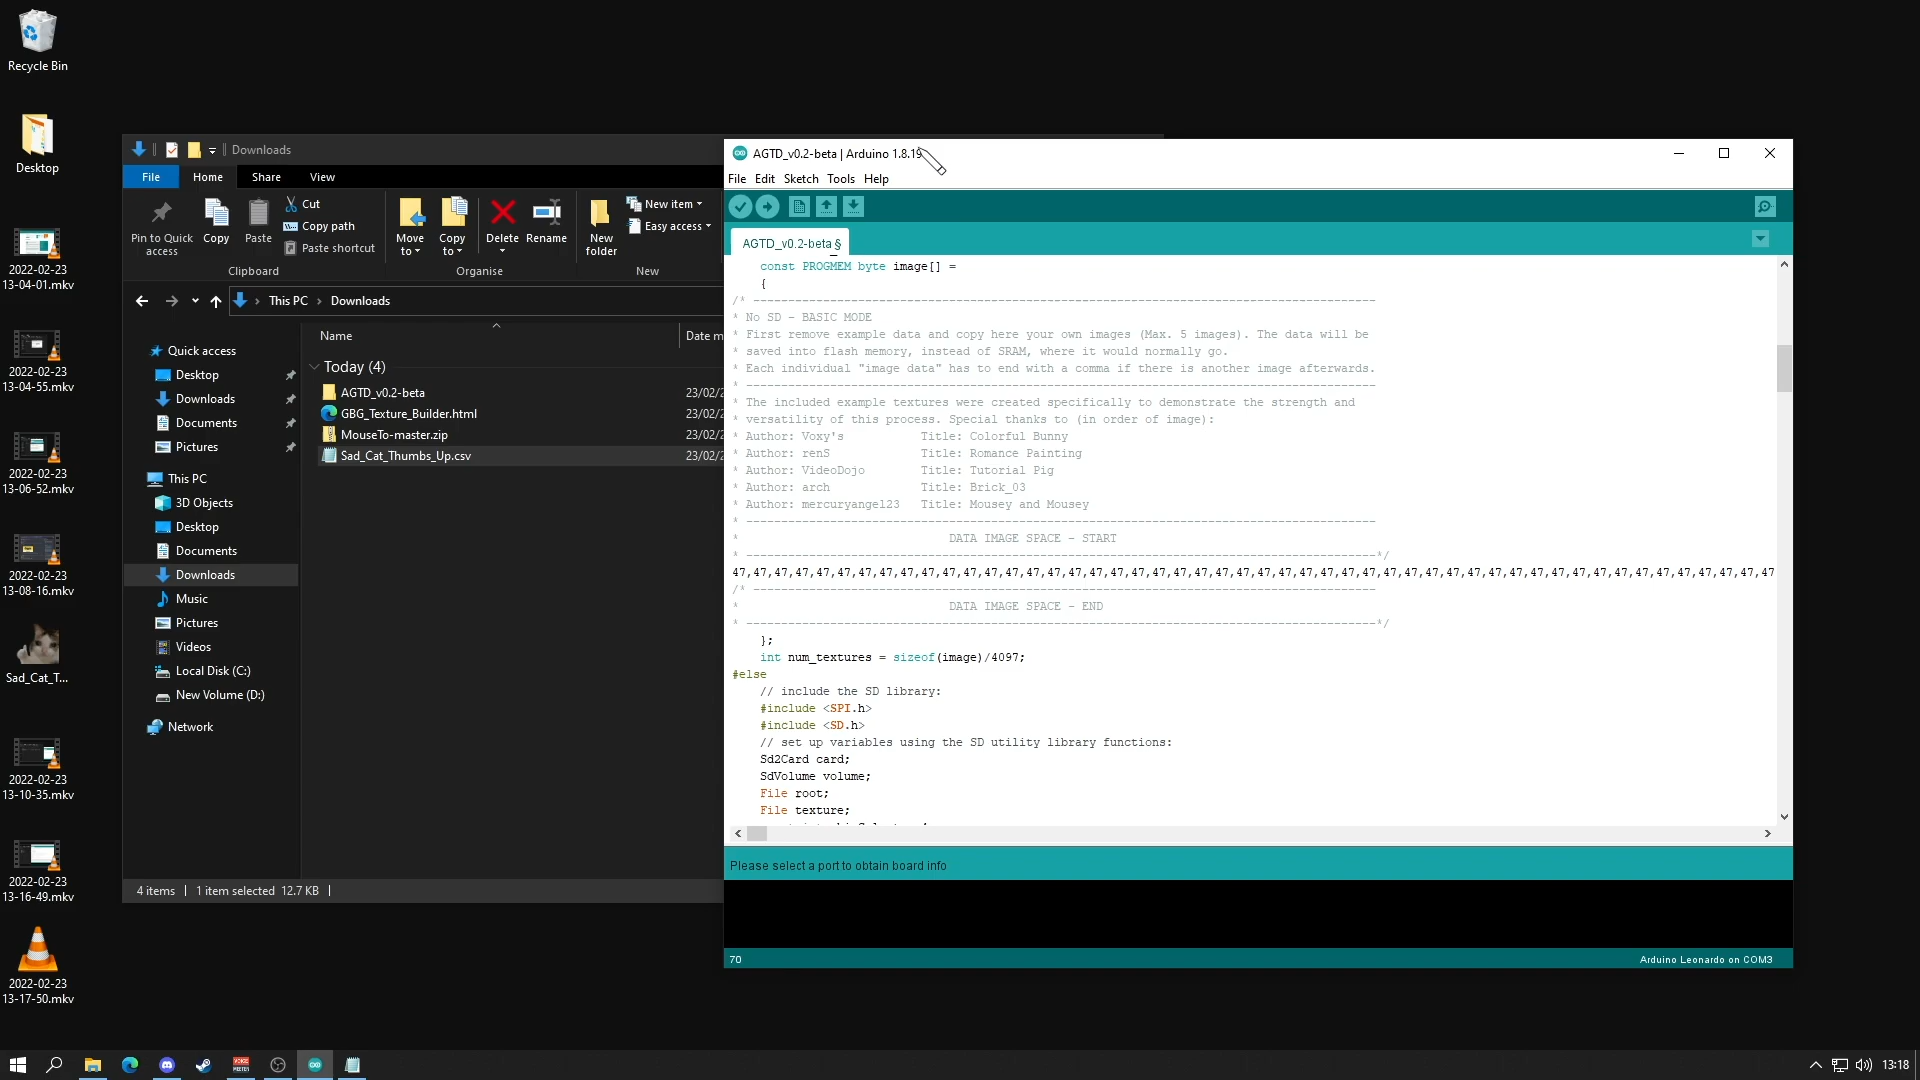 Recycle Bin
Desktop
2022-02-23
13-04-01.mkv
2022-02-23
13-04-55.mkv
2022-02-23
13-06-52.mkv
2022-02-23
13-08-16.mkv
Sad_Cat_T...
2022-02-23
13-10-35.mkv
2022-02-23
13-16-49.mkv
2022-02-23
13-17-50.mkv
Downloads
File Home Share View
Pin to Quick access
Copy
Paste
Cut
Copy path
Paste shortcut
Clipboard
Move to
Copy to
Delete
Rename
Organise
New folder
New item
Easy access
New
This PC > Downloads
Quick access
Desktop
Downloads
Documents
Pictures
This PC
3D Objects
Desktop
Documents
Downloads
Music
Pictures
Videos
Local Disk (C:)
New Volume (D:)
Network
Name Date m
Today (4)
AGTD_v0.2-beta 23/02/2
GBG_Texture_Builder.html 23/02/2
MouseTo-master.zip 23/02/2
Sad_Cat_Thumbs_Up.csv 23/02/2
4 items 1 item selected 12.7 KB
AGTD_v0.2-beta | Arduino 1.8.19
File Edit Sketch Tools Help
AGTD_v0.2-beta §
const PROGMEM byte image[] =
{
/* ------------------------------------------------------------------------------------------
* No SD - BASIC MODE
* First remove example data and copy here your own images (Max. 5 images). The data will be
* saved into flash memory, instead of SRAM, where it would normally go.
* Each individual "image data" has to end with a comma if there is another image afterwards.
* ------------------------------------------------------------------------------------------
* The included example textures were created specifically to demonstrate the strength and
* versatility of this process. Special thanks to (in order of image):
* Author: Voxy's Title: Colorful Bunny
* Author: renS Title: Romance Painting
* Author: VideoDojo Title: Tutorial Pig
* Author: arch Title: Brick_03
* Author: mercuryangel23 Title: Mousey and Mousey
* ------------------------------------------------------------------------------------------
* DATA IMAGE SPACE - START
* ------------------------------------------------------------------------------------------*/
47,47,47,47,47,47,47,47,47,47,47,47,47,47,47,47,47,47,47,47,47,47,47,47,47,47,47,47,47,47,47,47,47,47,47,47,47,47,47,47,47,47,47,47,47,47,47,47,47,47
/* ------------------------------------------------------------------------------------------
* DATA IMAGE SPACE - END
* ------------------------------------------------------------------------------------------*/
};
int num_textures = sizeof(image)/4097;
#else
// include the SD library:
#include <SPI.h>
#include <SD.h>
// set up variables using the SD utility library functions:
Sd2Card card;
SdVolume volume;
File root;
File texture;
Please select a port to obtain board info
70 Arduino Leonardo on COM3
VOICE
MEETER
13:18